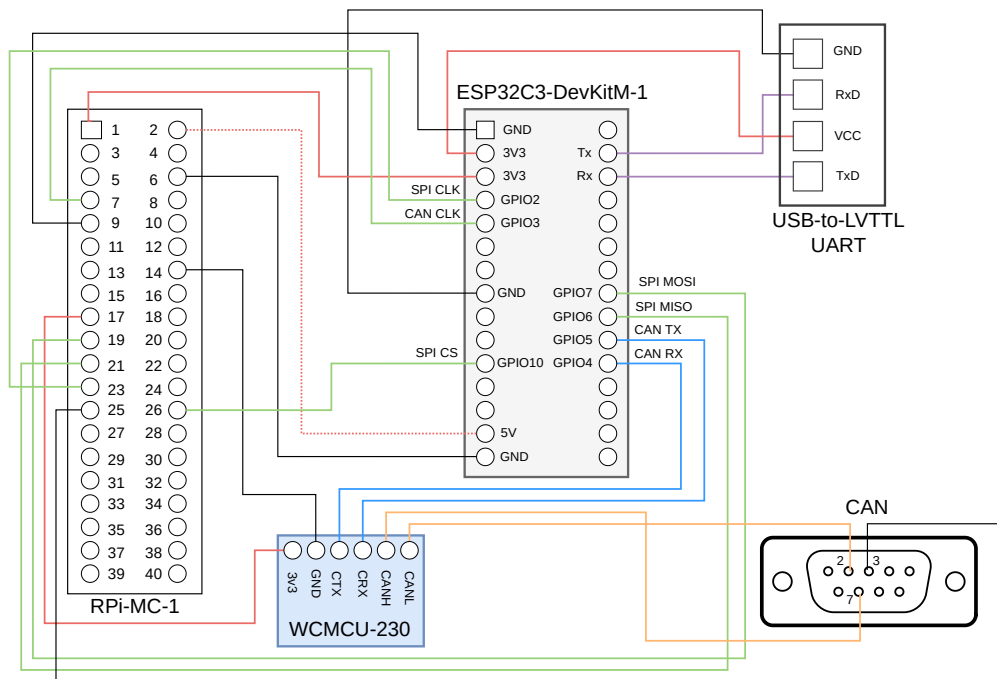 ESP32C3-DevKitM-1
GND
RxD
VCC
TxD
USB-to-LVTTL
UART
1 2
3 4
5 6
7 8
9 10
11 12
13 14
15 16
17 18
19 20
21 22
23 24
25 26
27 28
29 30
31 32
33 34
35 36
37 38
39 40
RPi-MC-1
SPI CLK
CAN CLK
SPI CS
GND
3V3
3V3
GPIO2
GPIO3
GND
GPIO10
5V
GND
Tx
Rx
GPIO7
GPIO6
GPIO5
GPIO4
SPI MOSI
SPI MISO
CAN TX
CAN RX
3v3
GND
CTX
CRX
CANH
CANL
WCMCU-230
CAN
2 3
7